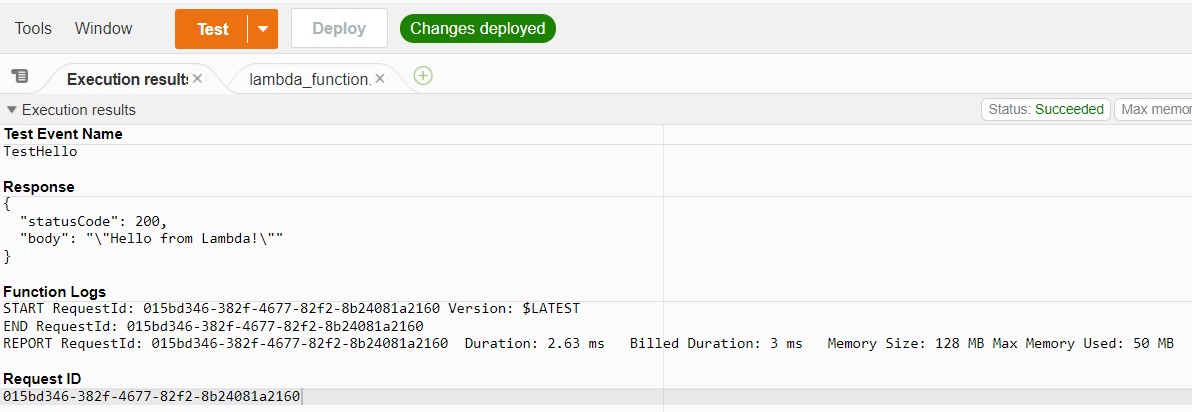 Tools Window Test Deploy Changes deployed
Execution results lambda_function.
Execution results Status: Succeeded Max memor
Test Event Name
TestHello
Response
{
  "statusCode": 200,
  "body": "\"Hello from Lambda!\""
}
Function Logs
START RequestId: 015bd346-382f-4677-82f2-8b24081a2160 Version: $LATEST
END RequestId: 015bd346-382f-4677-82f2-8b24081a2160
REPORT RequestId: 015bd346-382f-4677-82f2-8b24081a2160  Duration: 2.63 ms   Billed Duration: 3 ms   Memory Size: 128 MB Max Memory Used: 50 MB
Request ID
015bd346-382f-4677-82f2-8b24081a2160